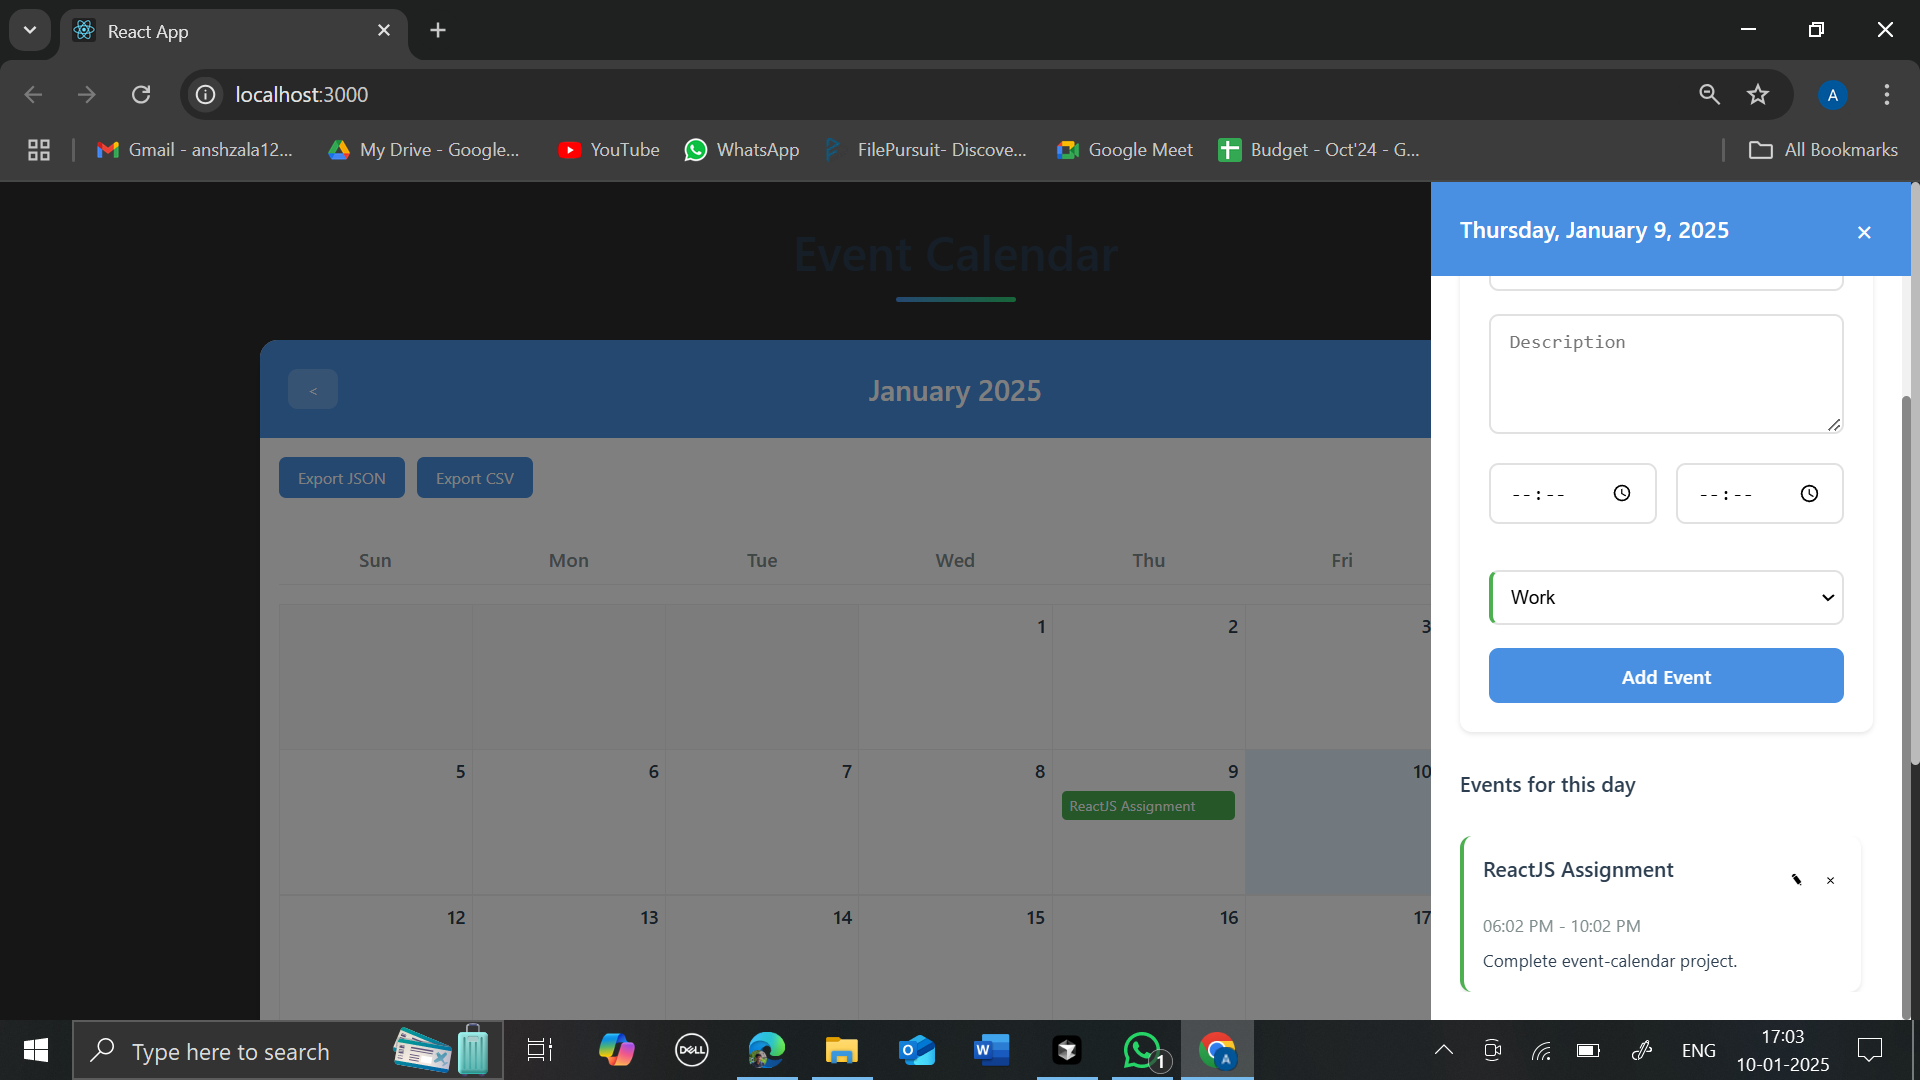 React App
localhost:3000
A
Gmail - anshzala12...
My Drive - Google...
YouTube
WhatsApp
FilePursuit- Discove...
Google Meet
Budget - Oct'24 - G...
All Bookmarks
Event Calendar
<
January 2025
Export JSON
Export CSV
Sun Mon Tue Wed Thu Fri
1 2 3
5 6 7 8 9 10
ReactJS Assignment
12 13 14 15 16 17
Thursday, January 9, 2025
×
Description
--:-- --:--
Work
Add Event
Events for this day
ReactJS Assignment
×
06:02 PM - 10:02 PM
Complete event-calendar project.
Type here to search
DELL
1
A
ENG
17:03
10-01-2025